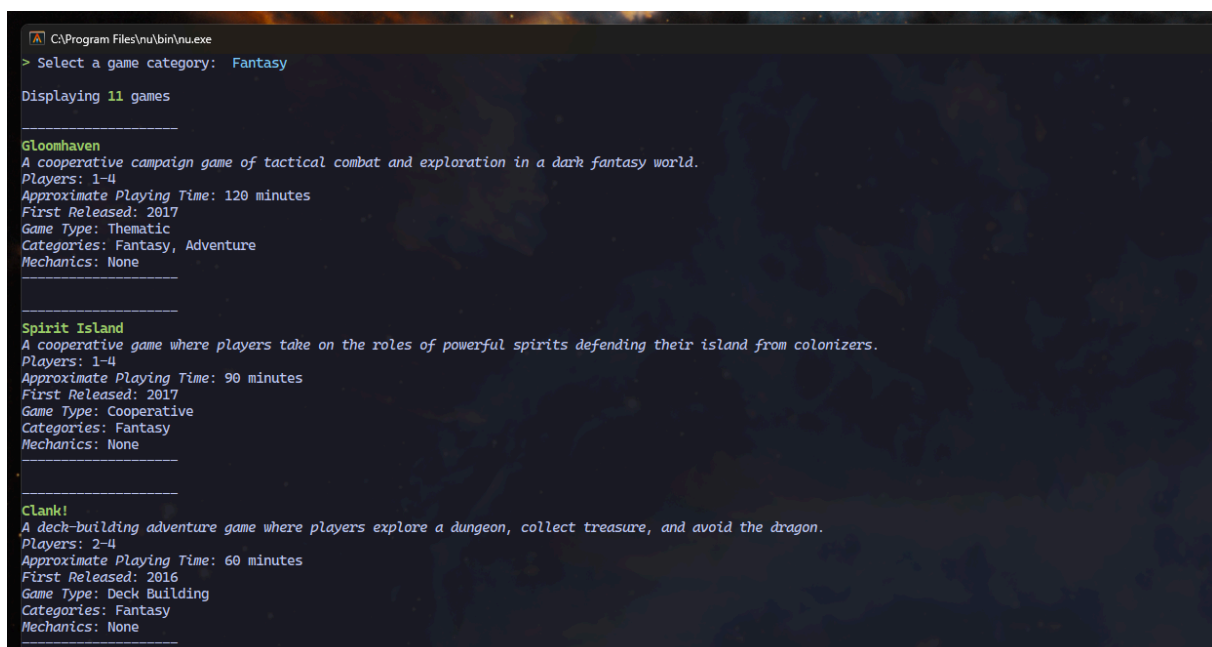 C:\Program Files\nu\bin\nu.exe
> Select a game category:  Fantasy
Displaying 11 games
--------------------
Gloomhaven
A cooperative campaign game of tactical combat and exploration in a dark fantasy world.
Players: 1-4
Approximate Playing Time: 120 minutes
First Released: 2017
Game Type: Thematic
Categories: Fantasy, Adventure
Mechanics: None
--------------------
--------------------
Spirit Island
A cooperative game where players take on the roles of powerful spirits defending their island from colonizers.
Players: 1-4
Approximate Playing Time: 90 minutes
First Released: 2017
Game Type: Cooperative
Categories: Fantasy
Mechanics: None
--------------------
--------------------
Clank!
A deck-building adventure game where players explore a dungeon, collect treasure, and avoid the dragon.
Players: 2-4
Approximate Playing Time: 60 minutes
First Released: 2016
Game Type: Deck Building
Categories: Fantasy
Mechanics: None
--------------------